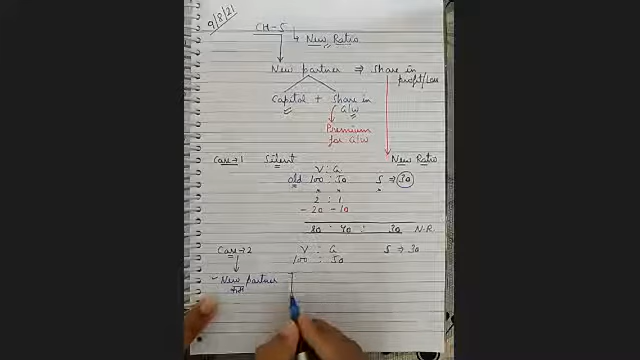 9/8/21
CH-5
↳ New Ratio
New partner ⇒ Share in profit/Loss
Capital + Share in G/W
Premium for G/W
Case → 1 Silent New Ratio
V : G
old 100 : 50 S ⇒ 30
2 : 1
- 20 - 10
80 : 40 : 30 N.R.
Case → 2 V : G S ⇒ 30
100 : 50
New partner